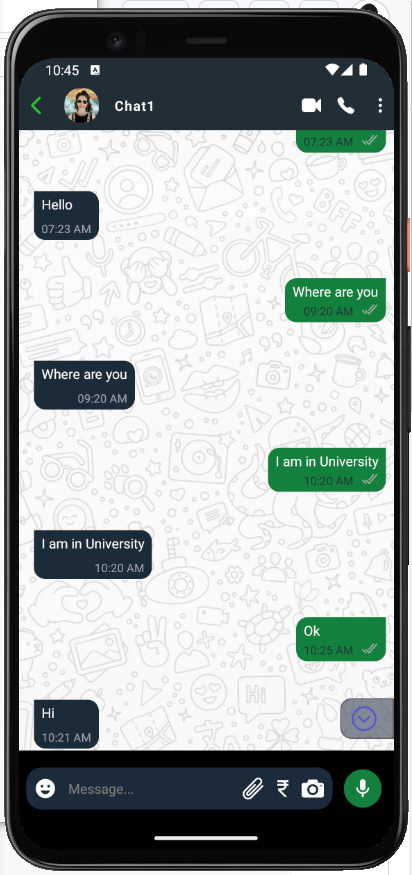 10:45
Chat1
07:23 AM
Hello
07:23 AM
Where are you
09:20 AM
Where are you
09:20 AM
I am in University
10:20 AM
I am in University
10:20 AM
Ok
10:25 AM
Hi
10:21 AM
Message...
₹